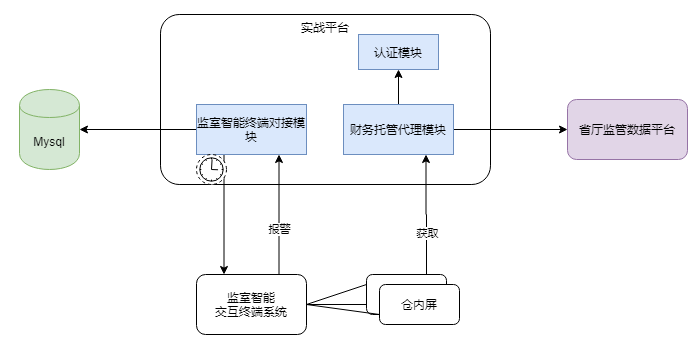 实战平台
认证模块
监室智能终端对接模
块
财务托管代理模块
省厅监管数据平台
Mysql
报警
获取
监室智能
交互终端系统
仓内屏